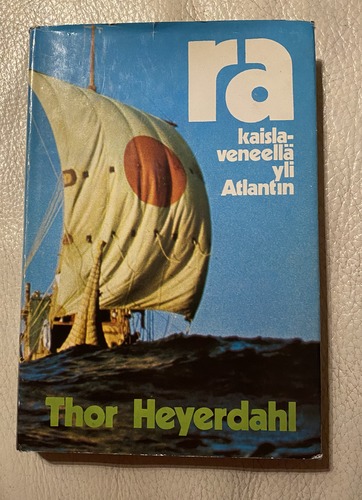 ra
kaisla-
veneellä
yli
Atlantin
Thor Heyerdahl